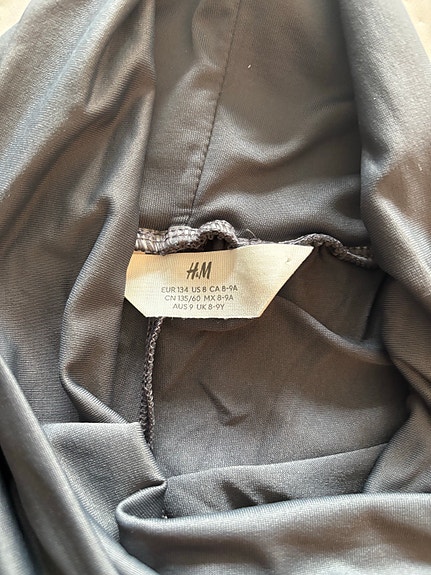 H&M
EUR 134 US 8 CA 8-9A
CN 135/60 MX 8-9A
AUS 9 UK 8-9Y